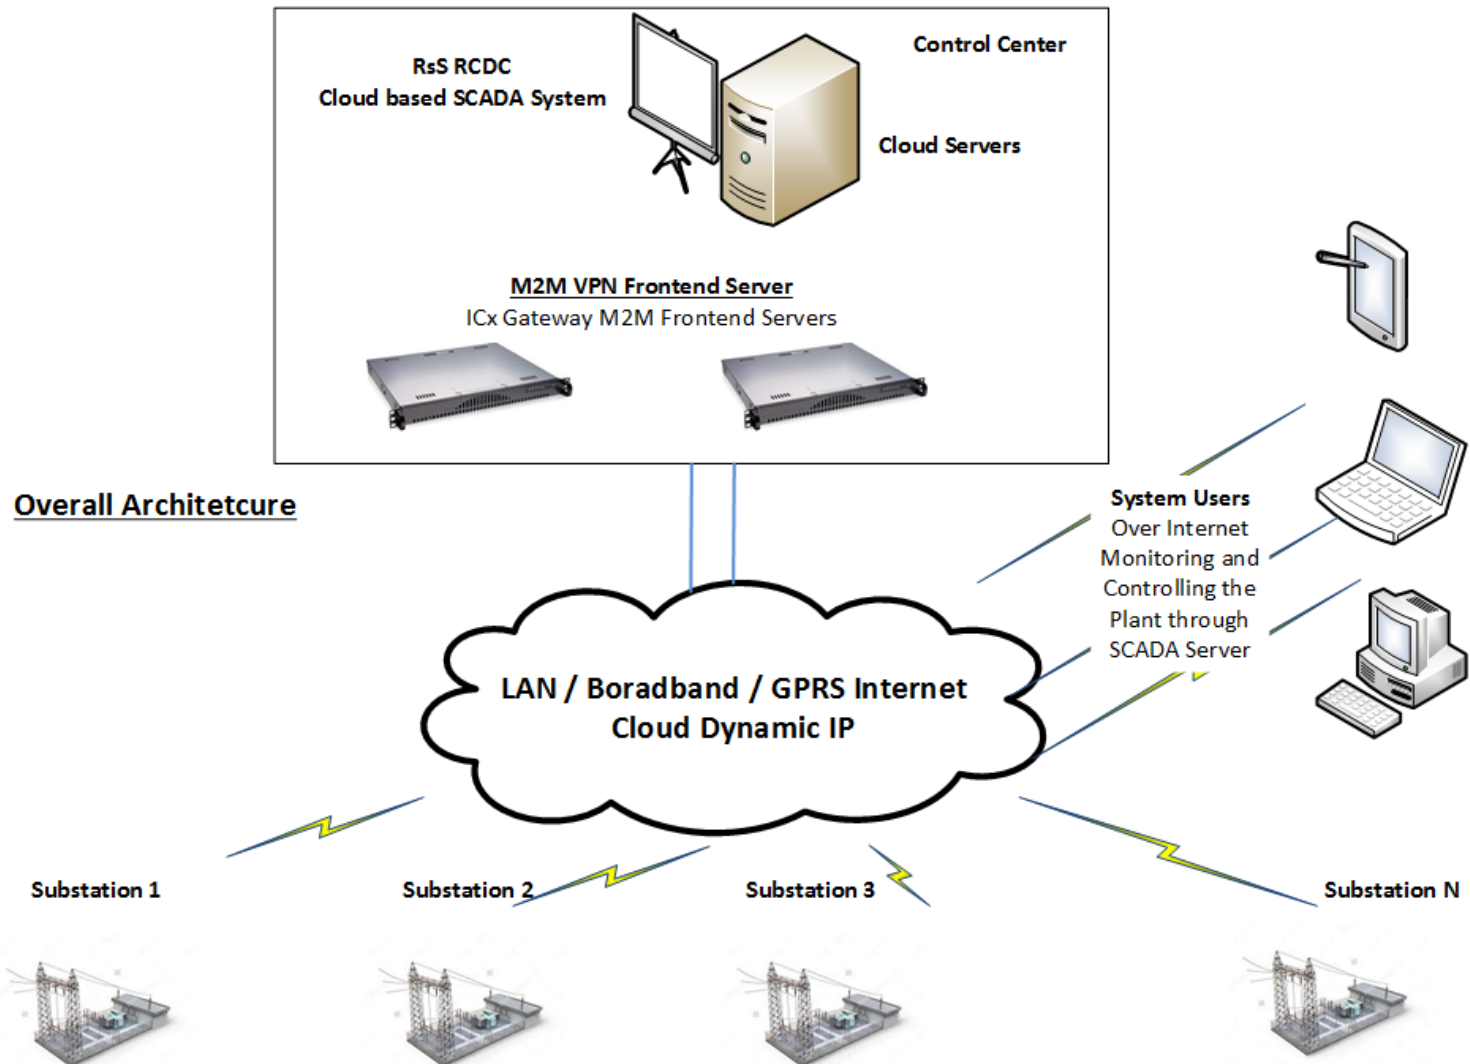 Control Center
RsS RCDC
Cloud based SCADA System
Cloud Servers
M2M VPN Frontend Server
ICx Gateway M2M Frontend Servers
Overall Architetcure
System Users
Over Internet
Monitoring and
Controlling the
Plant through
SCADA Server
LAN / Boradband / GPRS Internet
Cloud Dynamic IP
Substation 1
Substation 2
Substation 3
Substation N